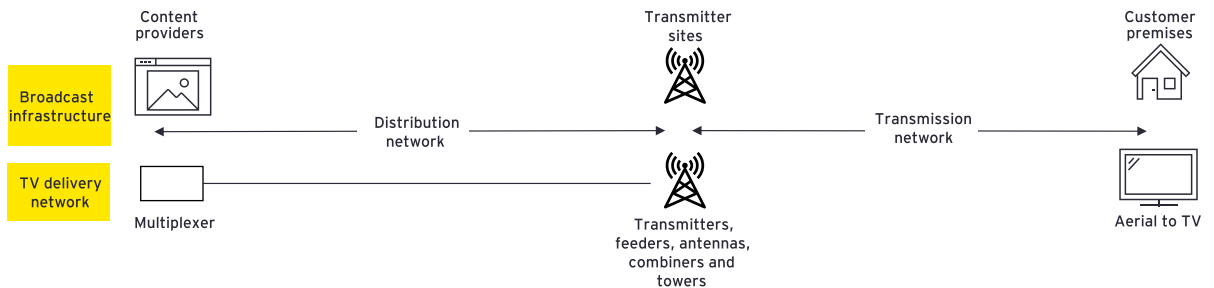 Content
providers
Transmitter
sites
Customer
premises
Broadcast
infrastructure
Distribution
network
Transmission
network
TV delivery
network
Multiplexer
Transmitters,
feeders, antennas,
combiners and
towers
Aerial to TV